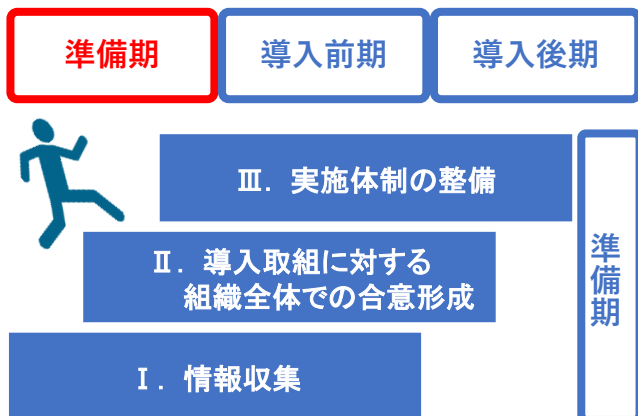 準備期
導入前期
導入後期
Ⅲ．実施体制の整備
Ⅱ．導入取組に対する
組織全体での合意形成
Ⅰ．情報収集
準備期